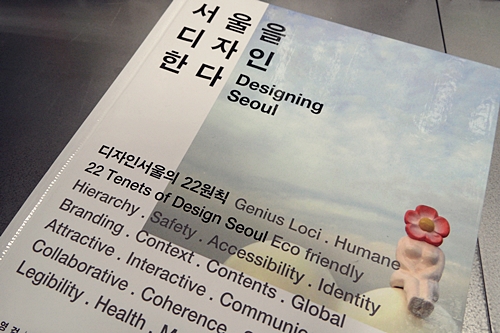 서울을
디자인
한다
Designing
Seoul
디자인서울의 22원칙 Genius Loci . Humane
22 Tenets of Design Seoul Eco friendly
Hierarchy . Safety . Accessibility . Identity
Branding . Context . Contents . Global
Attractive . Interactive . Communic
Collaborative . Coherence .
Legibility . Health .